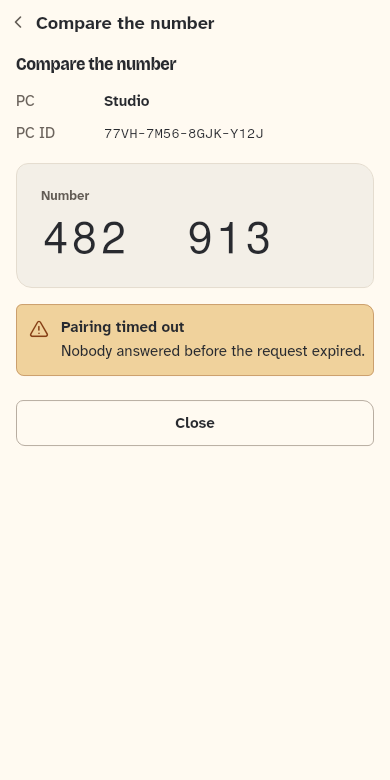 Compare the number
Compare the number
PC Studio
PC ID 77VH-7M56-8GJK-Y12J
Number
482 913
Pairing timed out
Nobody answered before the request expired.
Close